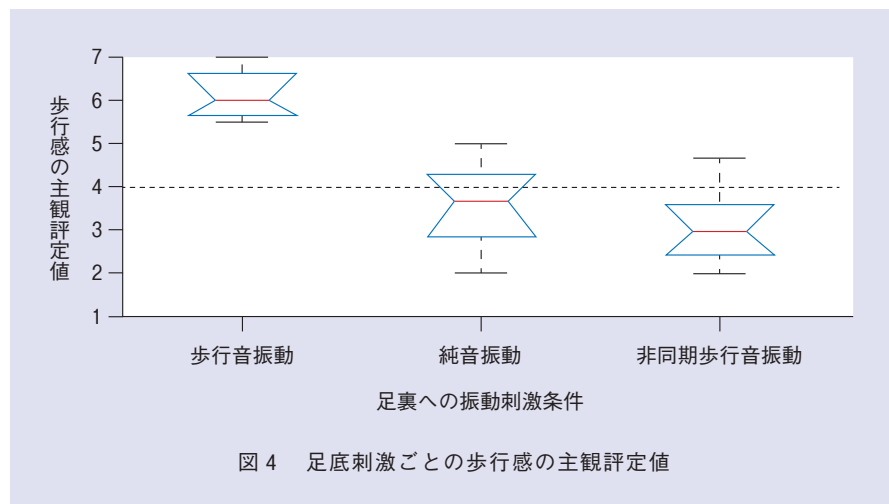 歩行感の主観評定値
7
6
5
4
3
2
1
歩行音振動 純音振動 非同期歩行音振動
足裏への振動刺激条件
図 4 足底刺激ごとの歩行感の主観評定値